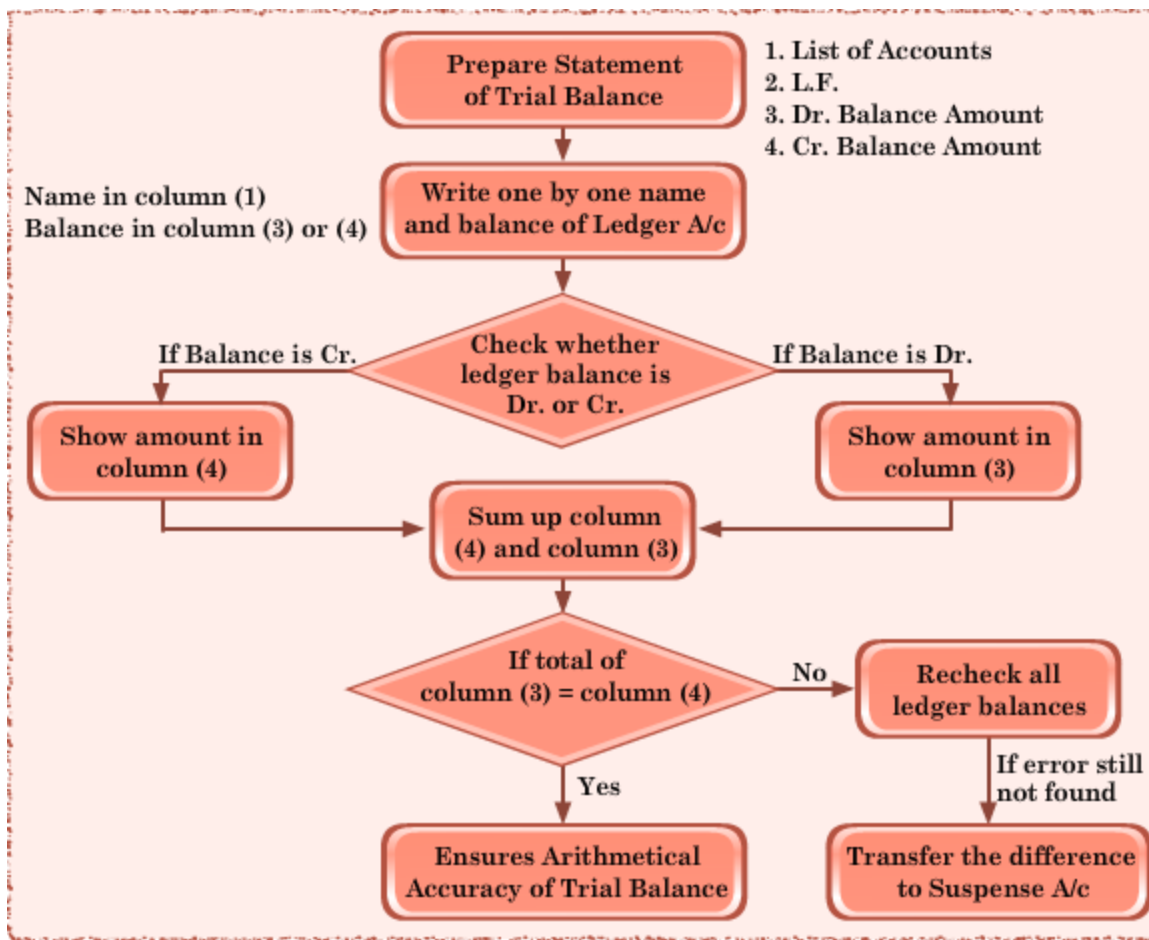 Prepare Statement
of Trial Balance
1. List of Accounts
2. L.F.
3. Dr. Balance Amount
4. Cr. Balance Amount
Name in column (1)
Balance in column (3) or (4)
Write one by one name
and balance of Ledger A/c
Check whether
ledger balance is
Dr. or Cr.
If Balance is Cr.
If Balance is Dr.
Show amount in
column (4)
Show amount in
column (3)
Sum up column
(4) and column (3)
If total of
column (3) = column (4)
No
Recheck all
ledger balances
Yes
If error still
not found
Ensures Arithmetical
Accuracy of Trial Balance
Transfer the difference
to Suspense A/c